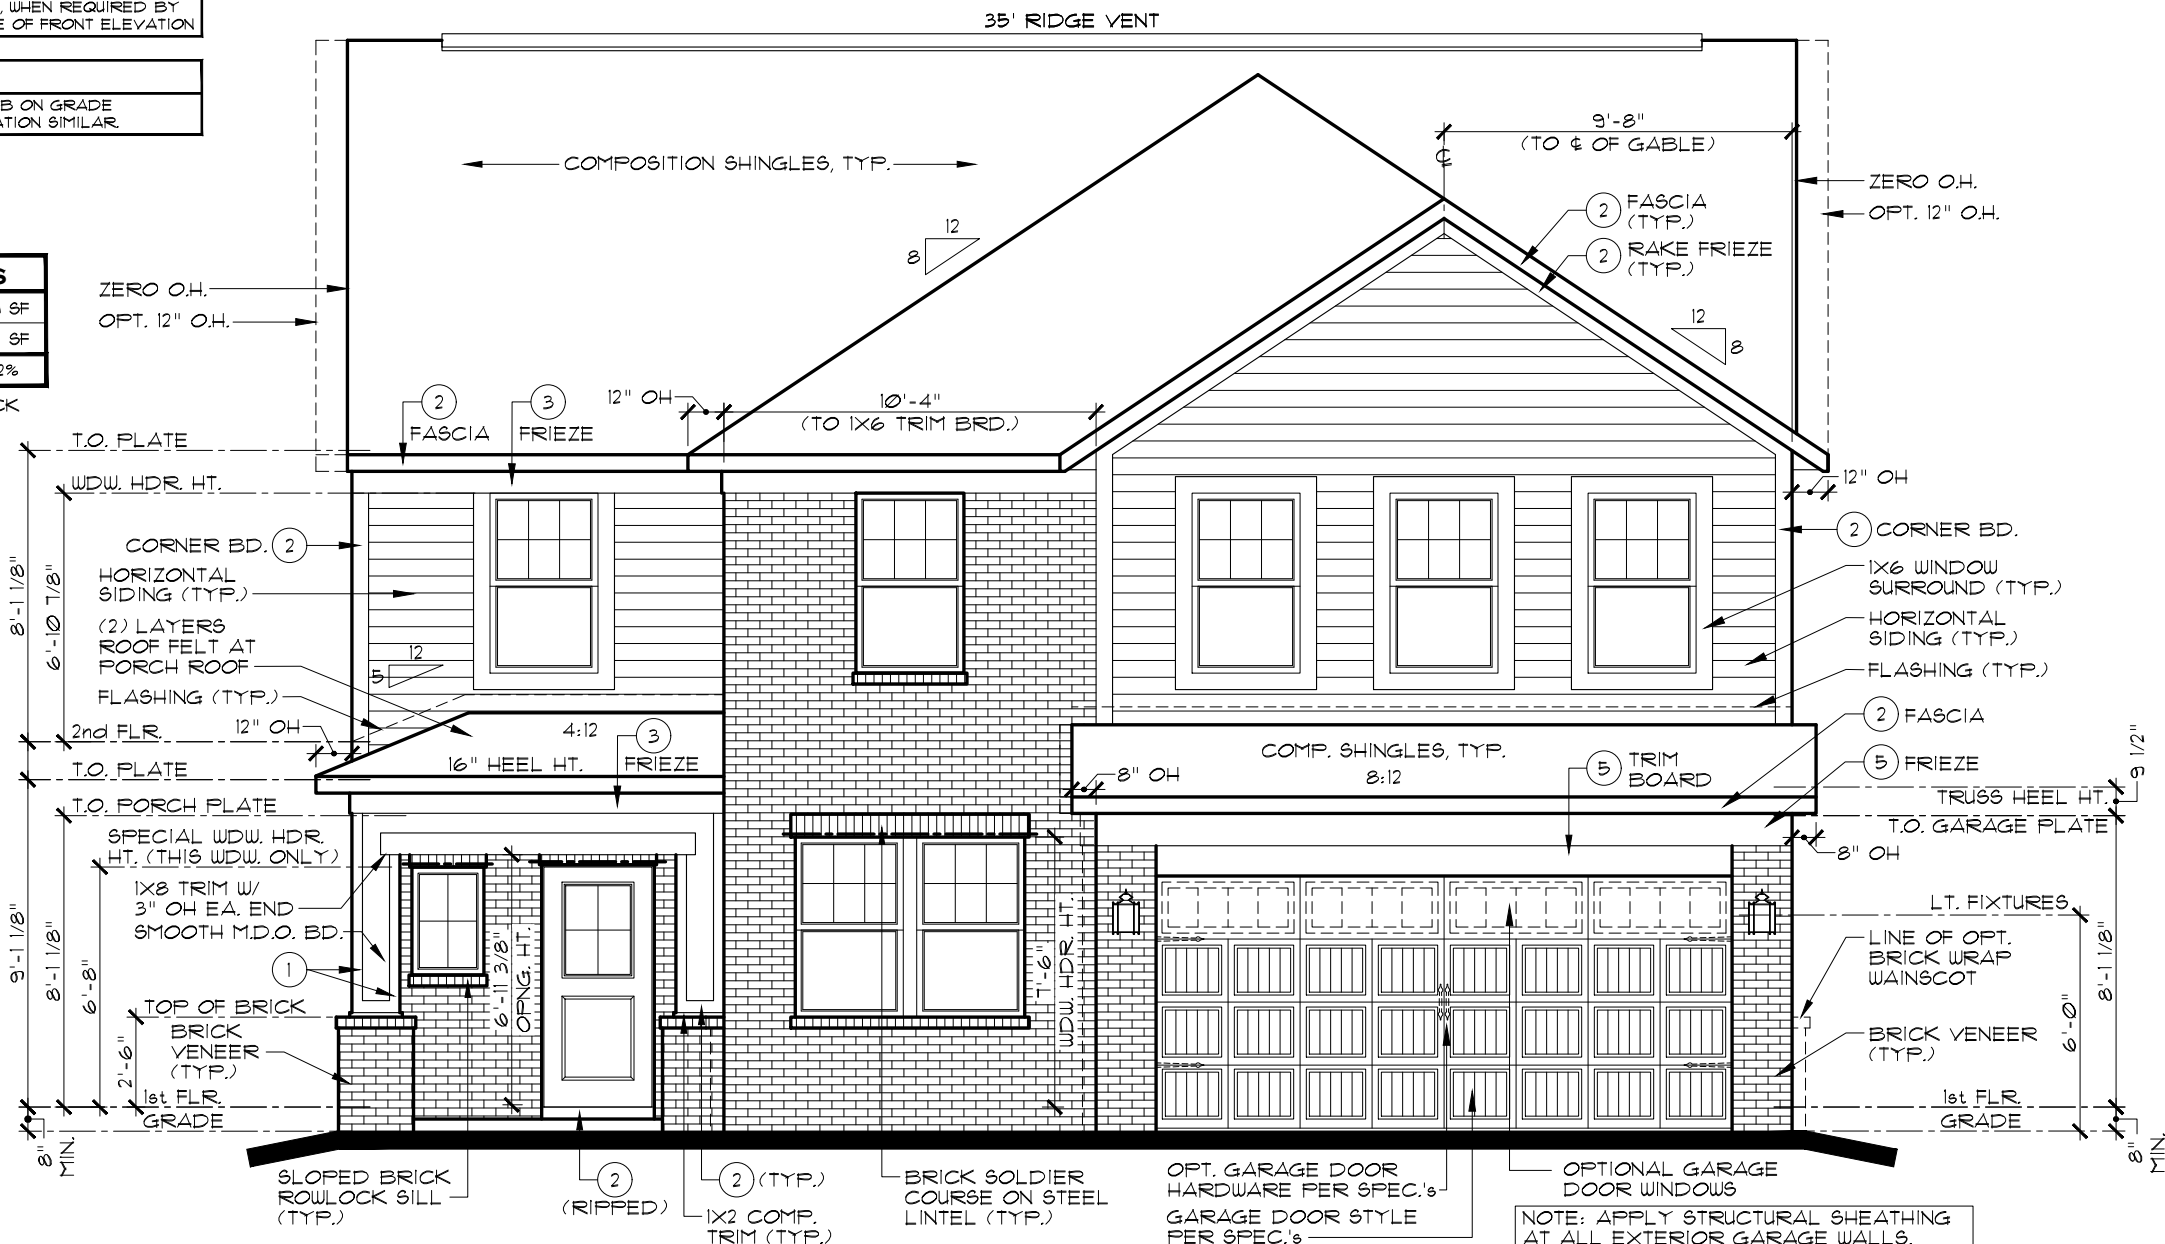 , WHEN REQUIRED BY
E OF FRONT ELEVATION
B ON GRADE
ATION SIMILAR.
S
SF
SF
2%
CK
35' RIDGE VENT
COMPOSITION SHINGLES, TYP.
12
8
9'-8"
(TO ℄ OF GABLE)
℄
ZERO O.H.
OPT. 12" O.H.
2 FASCIA
(TYP.)
2 RAKE FRIEZE
(TYP.)
12
8
ZERO O.H.
OPT. 12" O.H.
2
FASCIA
3
FRIEZE
12" OH
10'-4"
(TO 1X6 TRIM BRD.)
T.O. PLATE
WDW. HDR. HT.
CORNER BD. 2
HORIZONTAL
SIDING (TYP.)
(2) LAYERS
ROOF FELT AT
PORCH ROOF
FLASHING (TYP.)
12
5
2nd FLR.
12" OH
T.O. PLATE
4:12
16" HEEL HT.
3
FRIEZE
T.O. PORCH PLATE
SPECIAL WDW. HDR.
HT. (THIS WDW. ONLY)
1X8 TRIM W/
3" OH EA. END
SMOOTH M.D.O. BD.
1
TOP OF BRICK
BRICK
VENEER
(TYP.)
1st FLR.
GRADE
8'-1 1/8"
6'-10 7/8"
9'-1 1/8"
8'-1 1/8"
6'-8"
2'-6"
8"
MIN.
6'-11 3/8"
OPNG. HT.
7'-6"
WDW. HDR HT.
12" OH
2 CORNER BD.
1X6 WINDOW
SURROUND (TYP.)
HORIZONTAL
SIDING (TYP.)
FLASHING (TYP.)
2 FASCIA
5 FRIEZE
COMP. SHINGLES, TYP.
8:12
5 TRIM
BOARD
8" OH
9 1/2"
TRUSS HEEL HT.
T.O. GARAGE PLATE
8" OH
LT. FIXTURES
LINE OF OPT.
BRICK WRAP
WAINSCOT
BRICK VENEER
(TYP.)
1st FLR.
GRADE
6'-0"
8'-1 1/8"
8"
MIN.
SLOPED BRICK
ROWLOCK SILL
(TYP.)
2
(RIPPED)
2 (TYP.)
1X2 COMP.
TRIM (TYP.)
BRICK SOLDIER
COURSE ON STEEL
LINTEL (TYP.)
OPT. GARAGE DOOR
HARDWARE PER SPEC.'s
GARAGE DOOR STYLE
PER SPEC.'s
OPTIONAL GARAGE
DOOR WINDOWS
NOTE: APPLY STRUCTURAL SHEATHING
AT ALL EXTERIOR GARAGE WALLS.